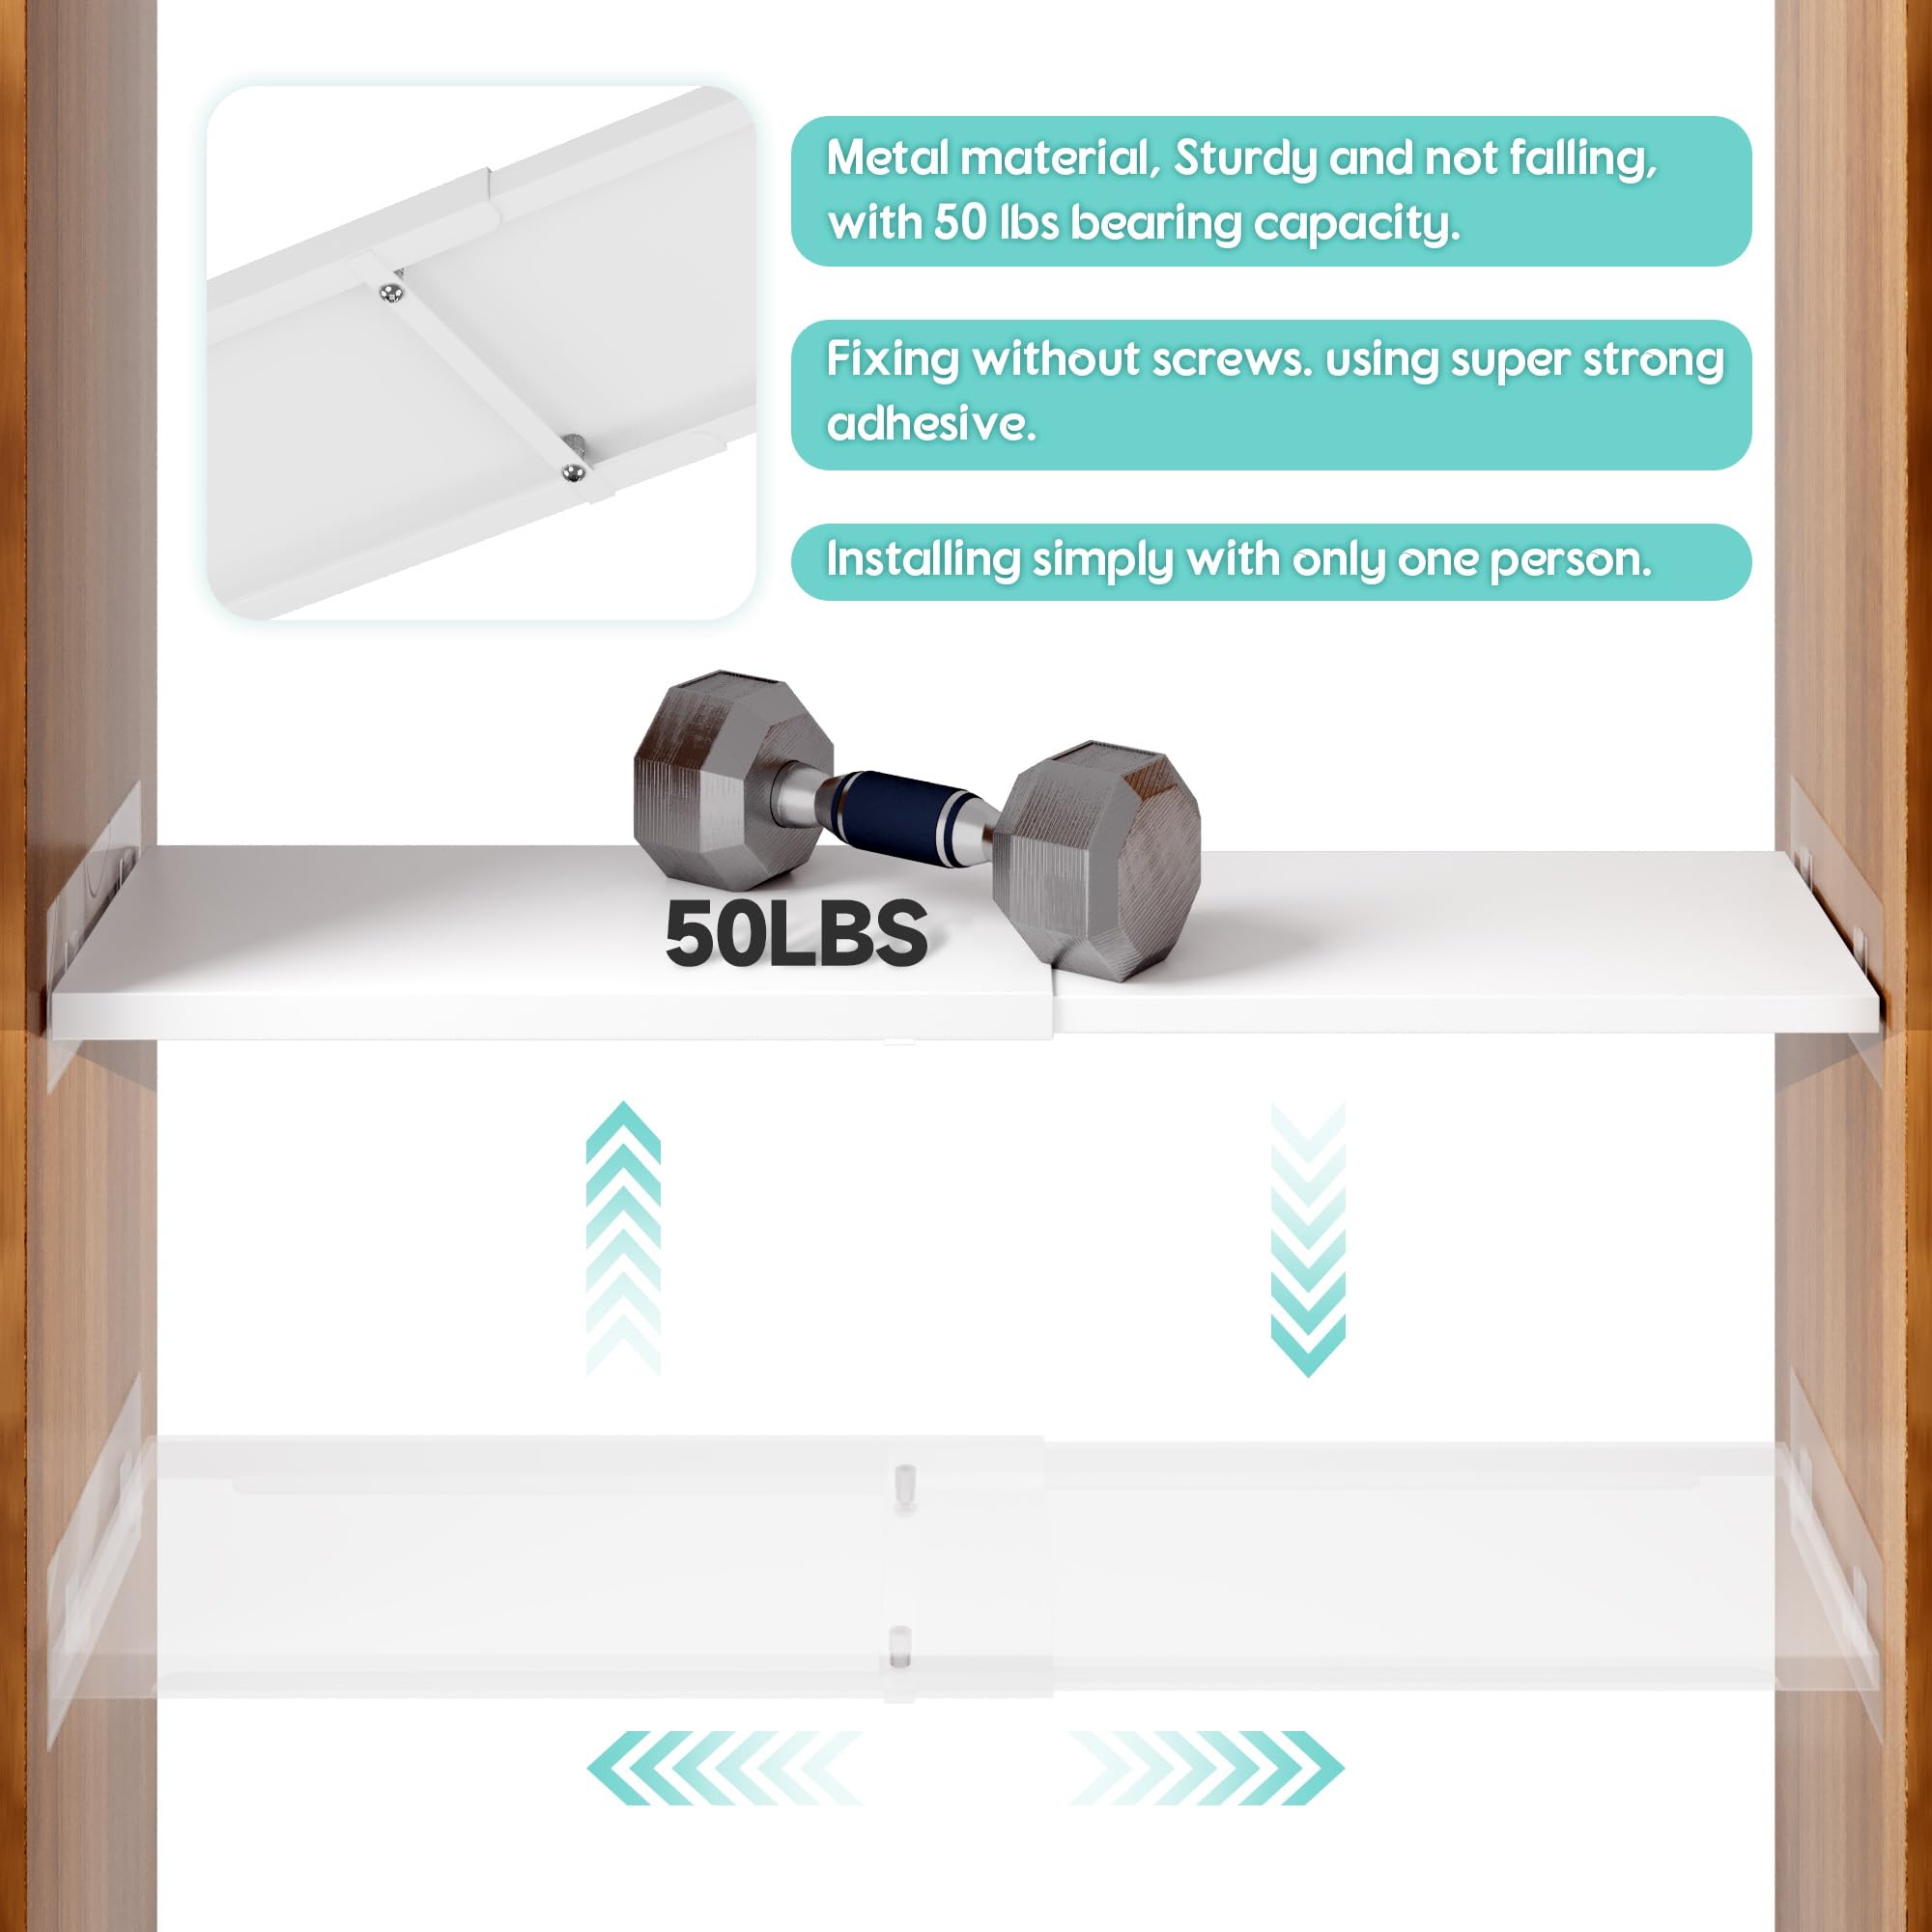 Metal material, Sturdy and not falling,
with 50 lbs bearing capacity.
Fixing without screws. using super strong
adhesive.
Installing simply with only one person.
50LBS